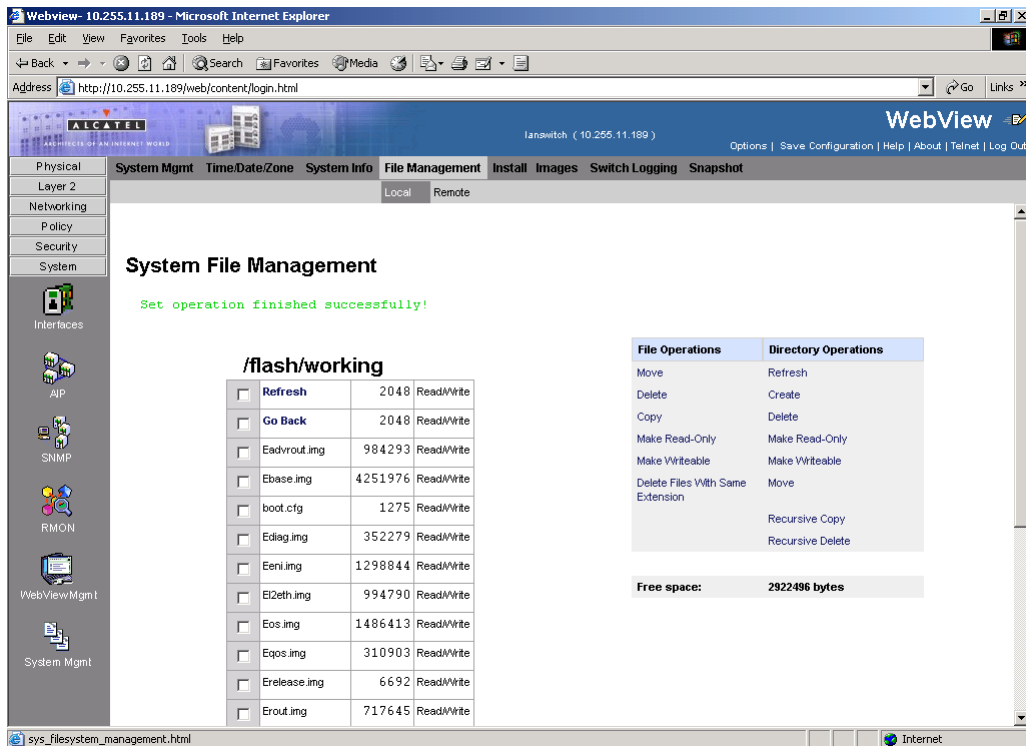 Webview- 10.255.11.189 - Microsoft Internet Explorer
File Edit View Favorites Tools Help
Back Search Favorites Media
Address http://10.255.11.189/web/content/login.html Go Links »
ALCATEL
ARCHITECTS OF AN INTERNET WORLD
lanswitch ( 10.255.11.189 )
WebView
Options | Save Configuration | Help | About | Telnet | Log Out
Physical
Layer 2
Networking
Policy
Security
System
Interfaces
AIP
SNMP
RMON
WebViewMgmt
System Mgmt
System Mgmt Time/Date/Zone System Info File Management Install Images Switch Logging Snapshot
Local Remote
System File Management
Set operation finished successfully!
/flash/working
Refresh 2048 Read/Write
Go Back 2048 Read/Write
Eadvrout.img 984293 Read/Write
Ebase.img 4251976 Read/Write
boot.cfg 1275 Read/Write
Ediag.img 352279 Read/Write
Eeni.img 1298844 Read/Write
El2eth.img 994790 Read/Write
Eos.img 1486413 Read/Write
Eqos.img 310903 Read/Write
Erelease.img 6692 Read/Write
Erout.img 717645 Read/Write
File Operations Directory Operations
Move Refresh
Delete Create
Copy Delete
Make Read-Only Make Read-Only
Make Writeable Make Writeable
Delete Files With Same Move
Extension
Recursive Copy
Recursive Delete
Free space: 2922496 bytes
sys_filesystem_management.html Internet